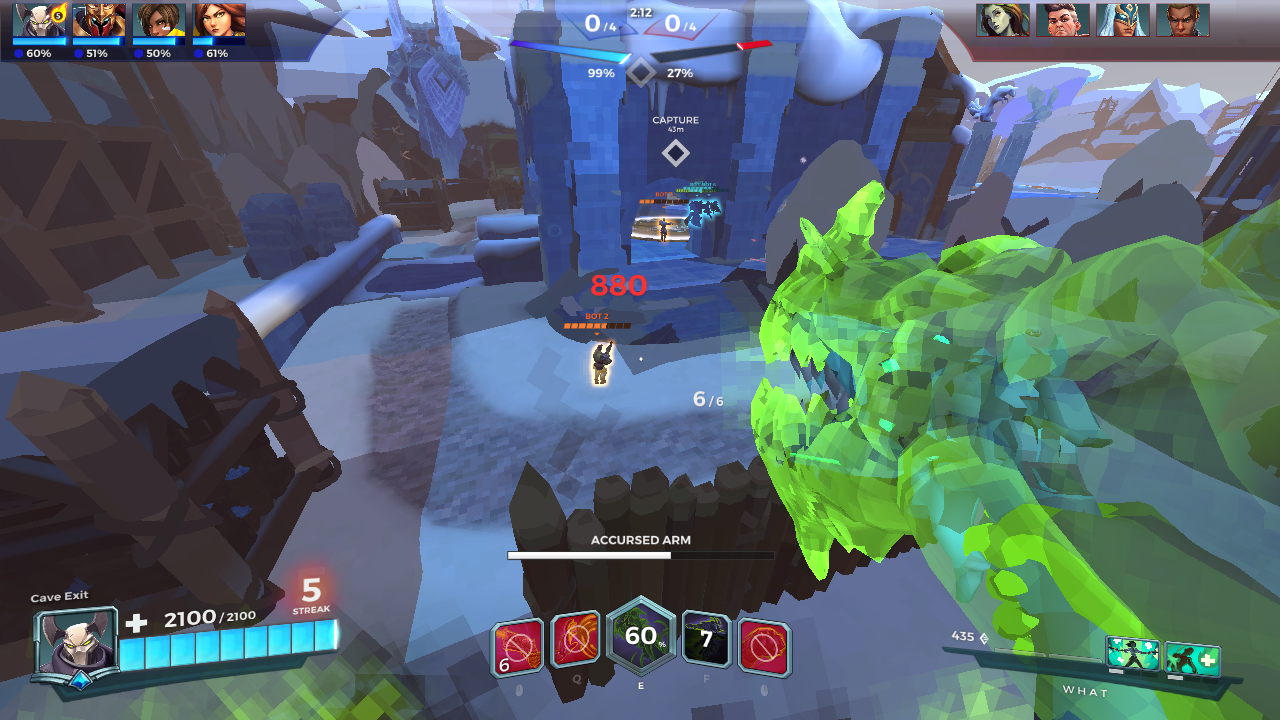 5
60% 51% 50% 61%
2:12
0/4 0/4
99% 27%
CAPTURE
43m
880
BOT 2
6/6
ACCURSED ARM
Cave Exit
2100/2100
5
STREAK
6
60%
7
Q E F
435
WHAT